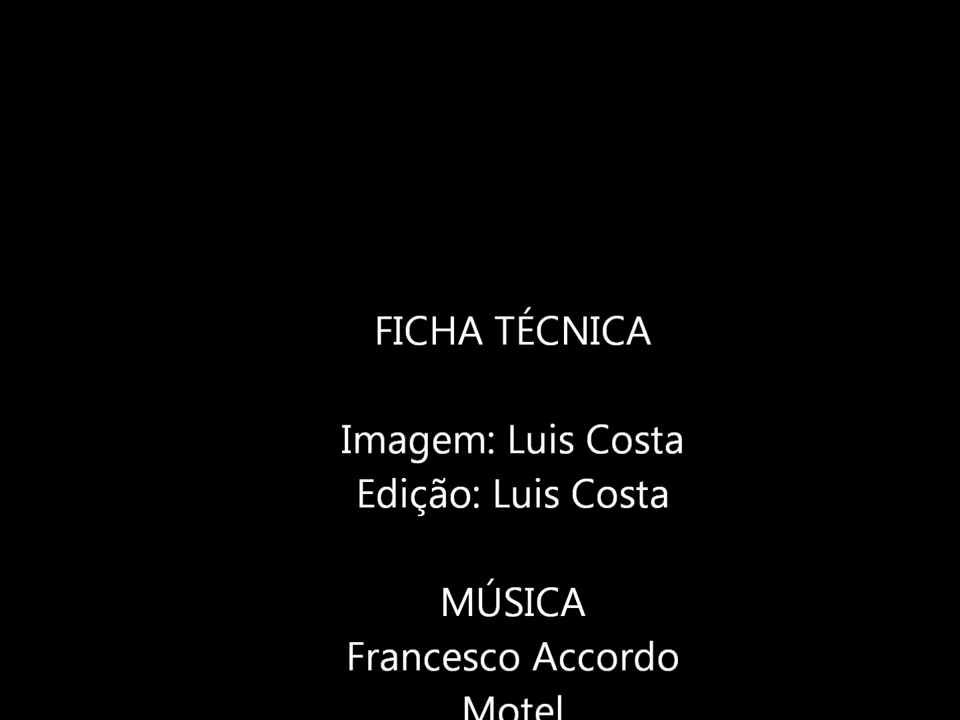 FICHA TÉCNICA
Imagem: Luis Costa
Edição: Luis Costa
MÚSICA
Francesco Accordo
Motel